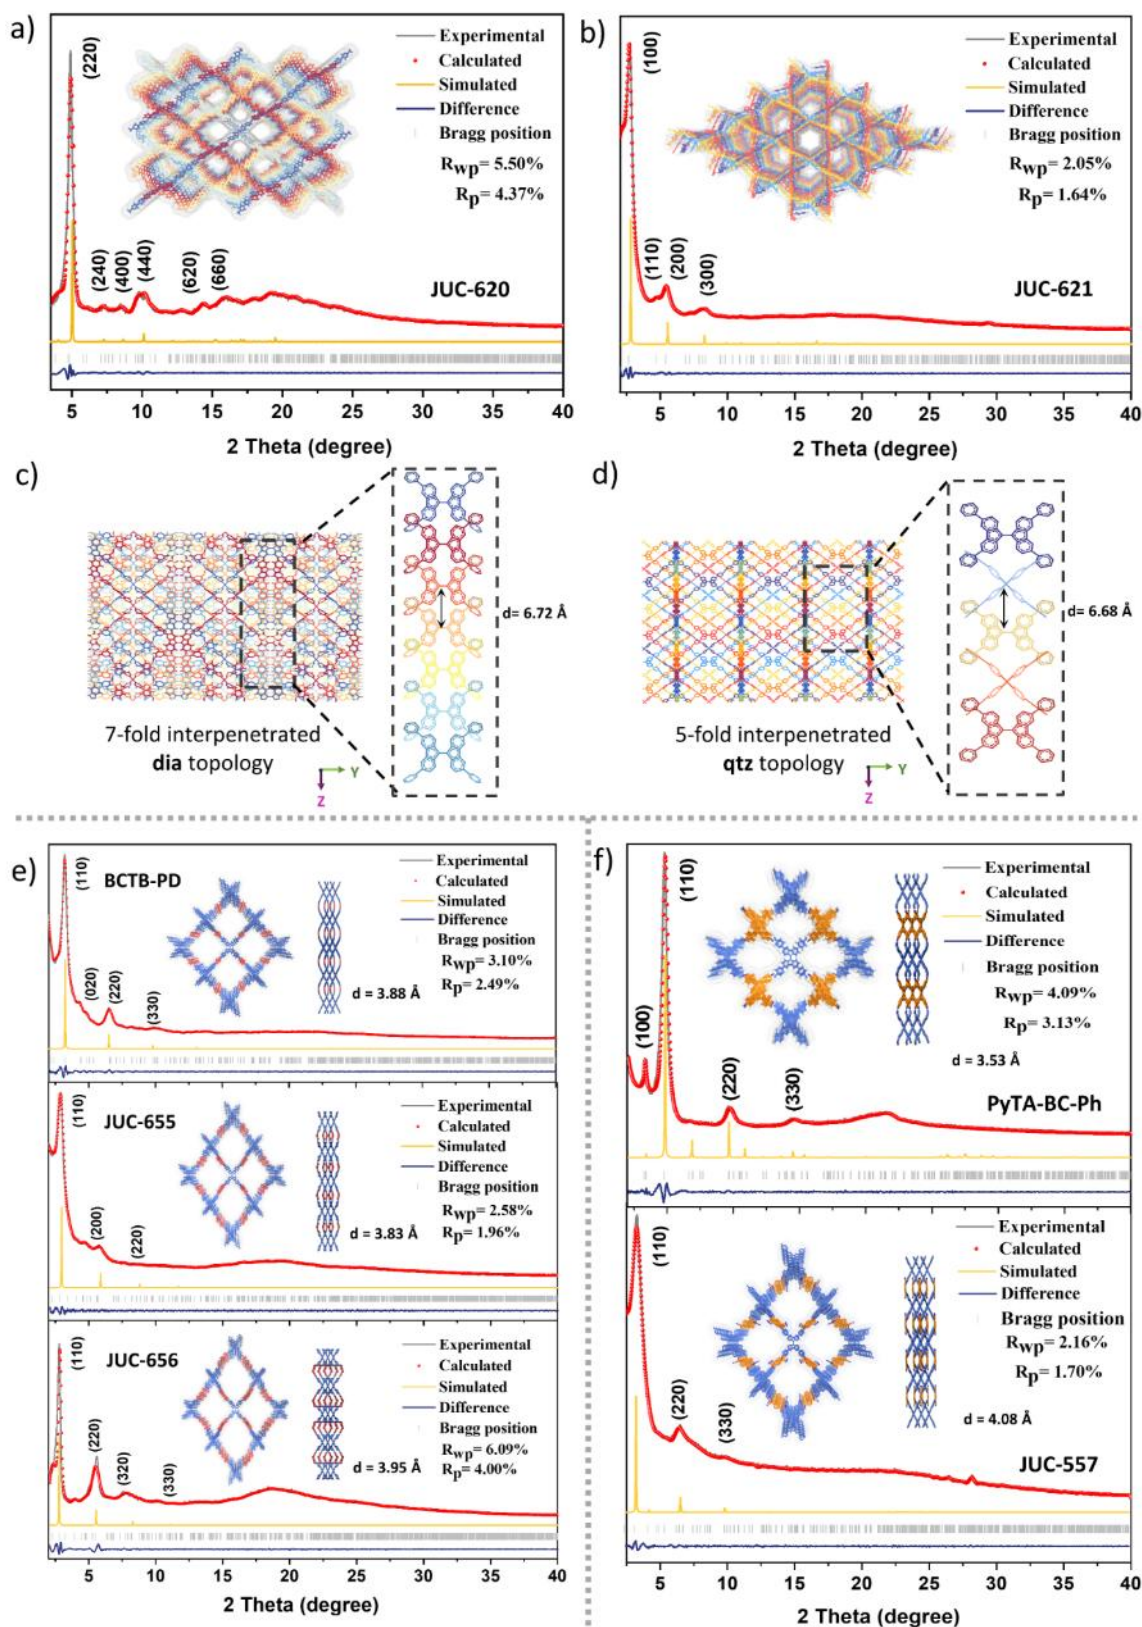 a)
(220)
Experimental
Calculated
Simulated
Difference
Bragg position
Rwp= 5.50%
Rp= 4.37%
(240)
(400)
(440)
(620)
(660)
JUC-620
5 10 15 20 25 30 35 40
2 Theta (degree)
b)
(100)
Experimental
Calculated
Simulated
Difference
Bragg position
Rwp= 2.05%
Rp= 1.64%
(110)
(200)
(300)
JUC-621
5 10 15 20 25 30 35 40
2 Theta (degree)
c)
d= 6.72 Å
7-fold interpenetrated
dia topology
Y
Z
d)
d= 6.68 Å
5-fold interpenetrated
qtz topology
Y
Z
e)
BCTB-PD
(110)
(020)
(220)
(330)
Experimental
Calculated
Simulated
Difference
Bragg position
Rwp= 3.10%
Rp= 2.49%
d = 3.88 Å
JUC-655
(110)
(200)
(220)
Experimental
Calculated
Simulated
Difference
Bragg position
Rwp= 2.58%
Rp= 1.96%
d = 3.83 Å
JUC-656
(110)
(220)
(320)
(330)
Experimental
Calculated
Simulated
Difference
Bragg position
Rwp= 6.09%
Rp= 4.00%
d = 3.95 Å
5 10 15 20 25 30 35 40
2 Theta (degree)
f)
(110)
(100)
(220)
(330)
Experimental
Calculated
Simulated
Difference
Bragg position
Rwp= 4.09%
Rp= 3.13%
d = 3.53 Å
PyTA-BC-Ph
(110)
(220)
(330)
Experimental
Calculated
Simulated
Difference
Bragg position
Rwp= 2.16%
Rp= 1.70%
d = 4.08 Å
JUC-557
5 10 15 20 25 30 35 40
2 Theta (degree)